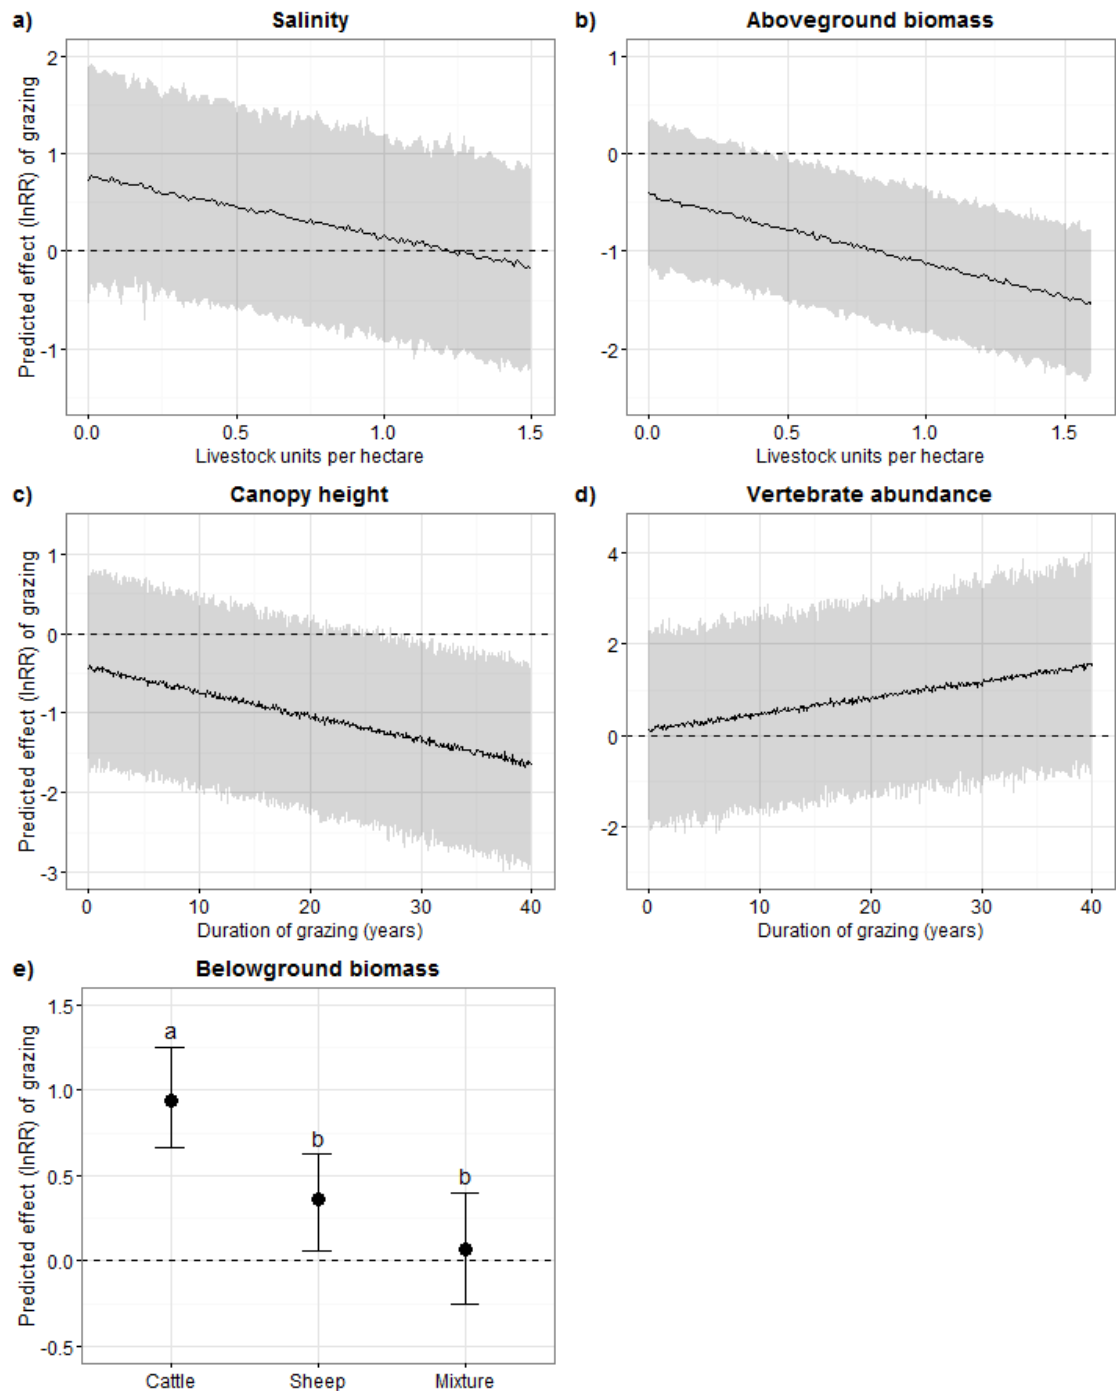 a) Salinity
Predicted effect (lnRR) of grazing
2
1
0
-1
0.0 0.5 1.0 1.5
Livestock units per hectare
b) Aboveground biomass
1
0
-1
-2
0.0 0.5 1.0 1.5
Livestock units per hectare
c) Canopy height
Predicted effect (lnRR) of grazing
1
0
-1
-2
-3
0 10 20 30 40
Duration of grazing (years)
d) Vertebrate abundance
4
2
0
-2
0 10 20 30 40
Duration of grazing (years)
e) Belowground biomass
Predicted effect (lnRR) of grazing
1.5
1.0
0.5
0.0
-0.5
a
b
b
Cattle Sheep Mixture